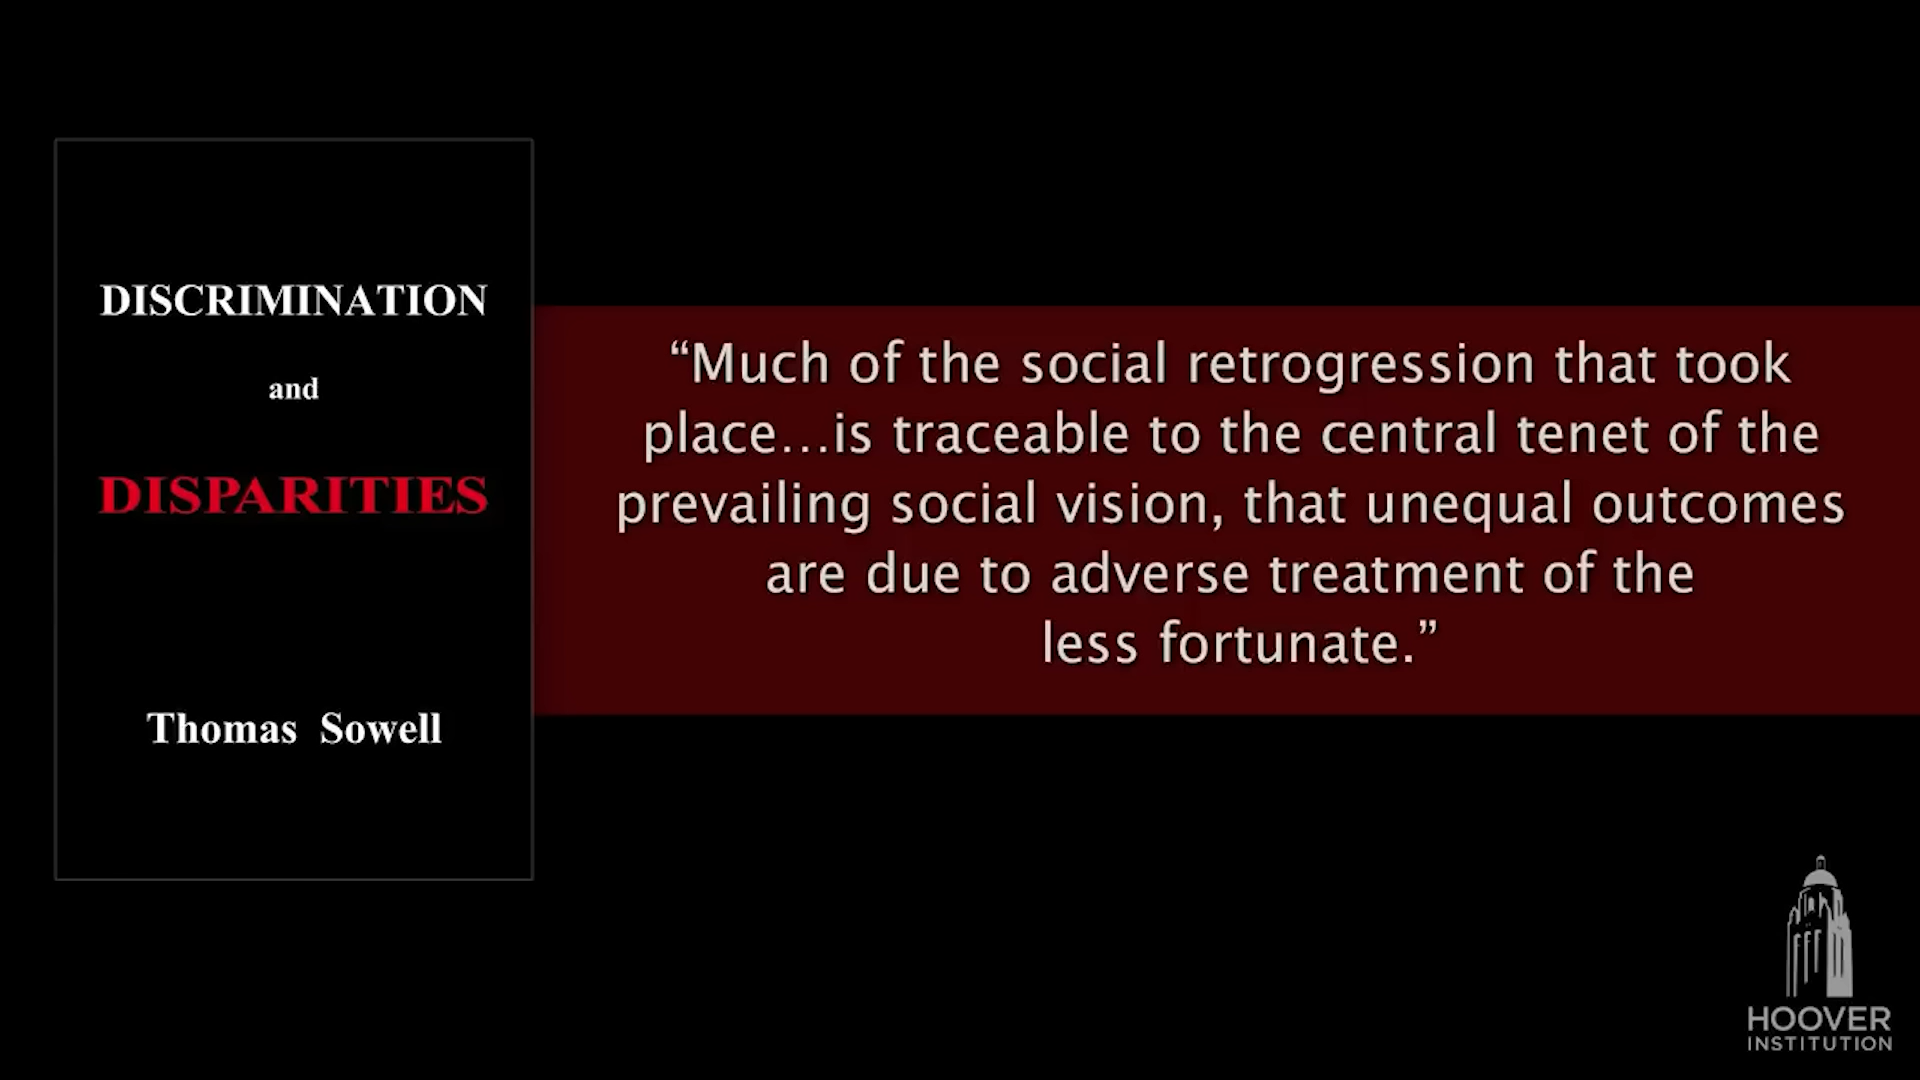 DISCRIMINATION
and
DISPARITIES
Thomas Sowell
“Much of the social retrogression that took
place...is traceable to the central tenet of the
prevailing social vision, that unequal outcomes
are due to adverse treatment of the
less fortunate.”
HOOVER
INSTITUTION